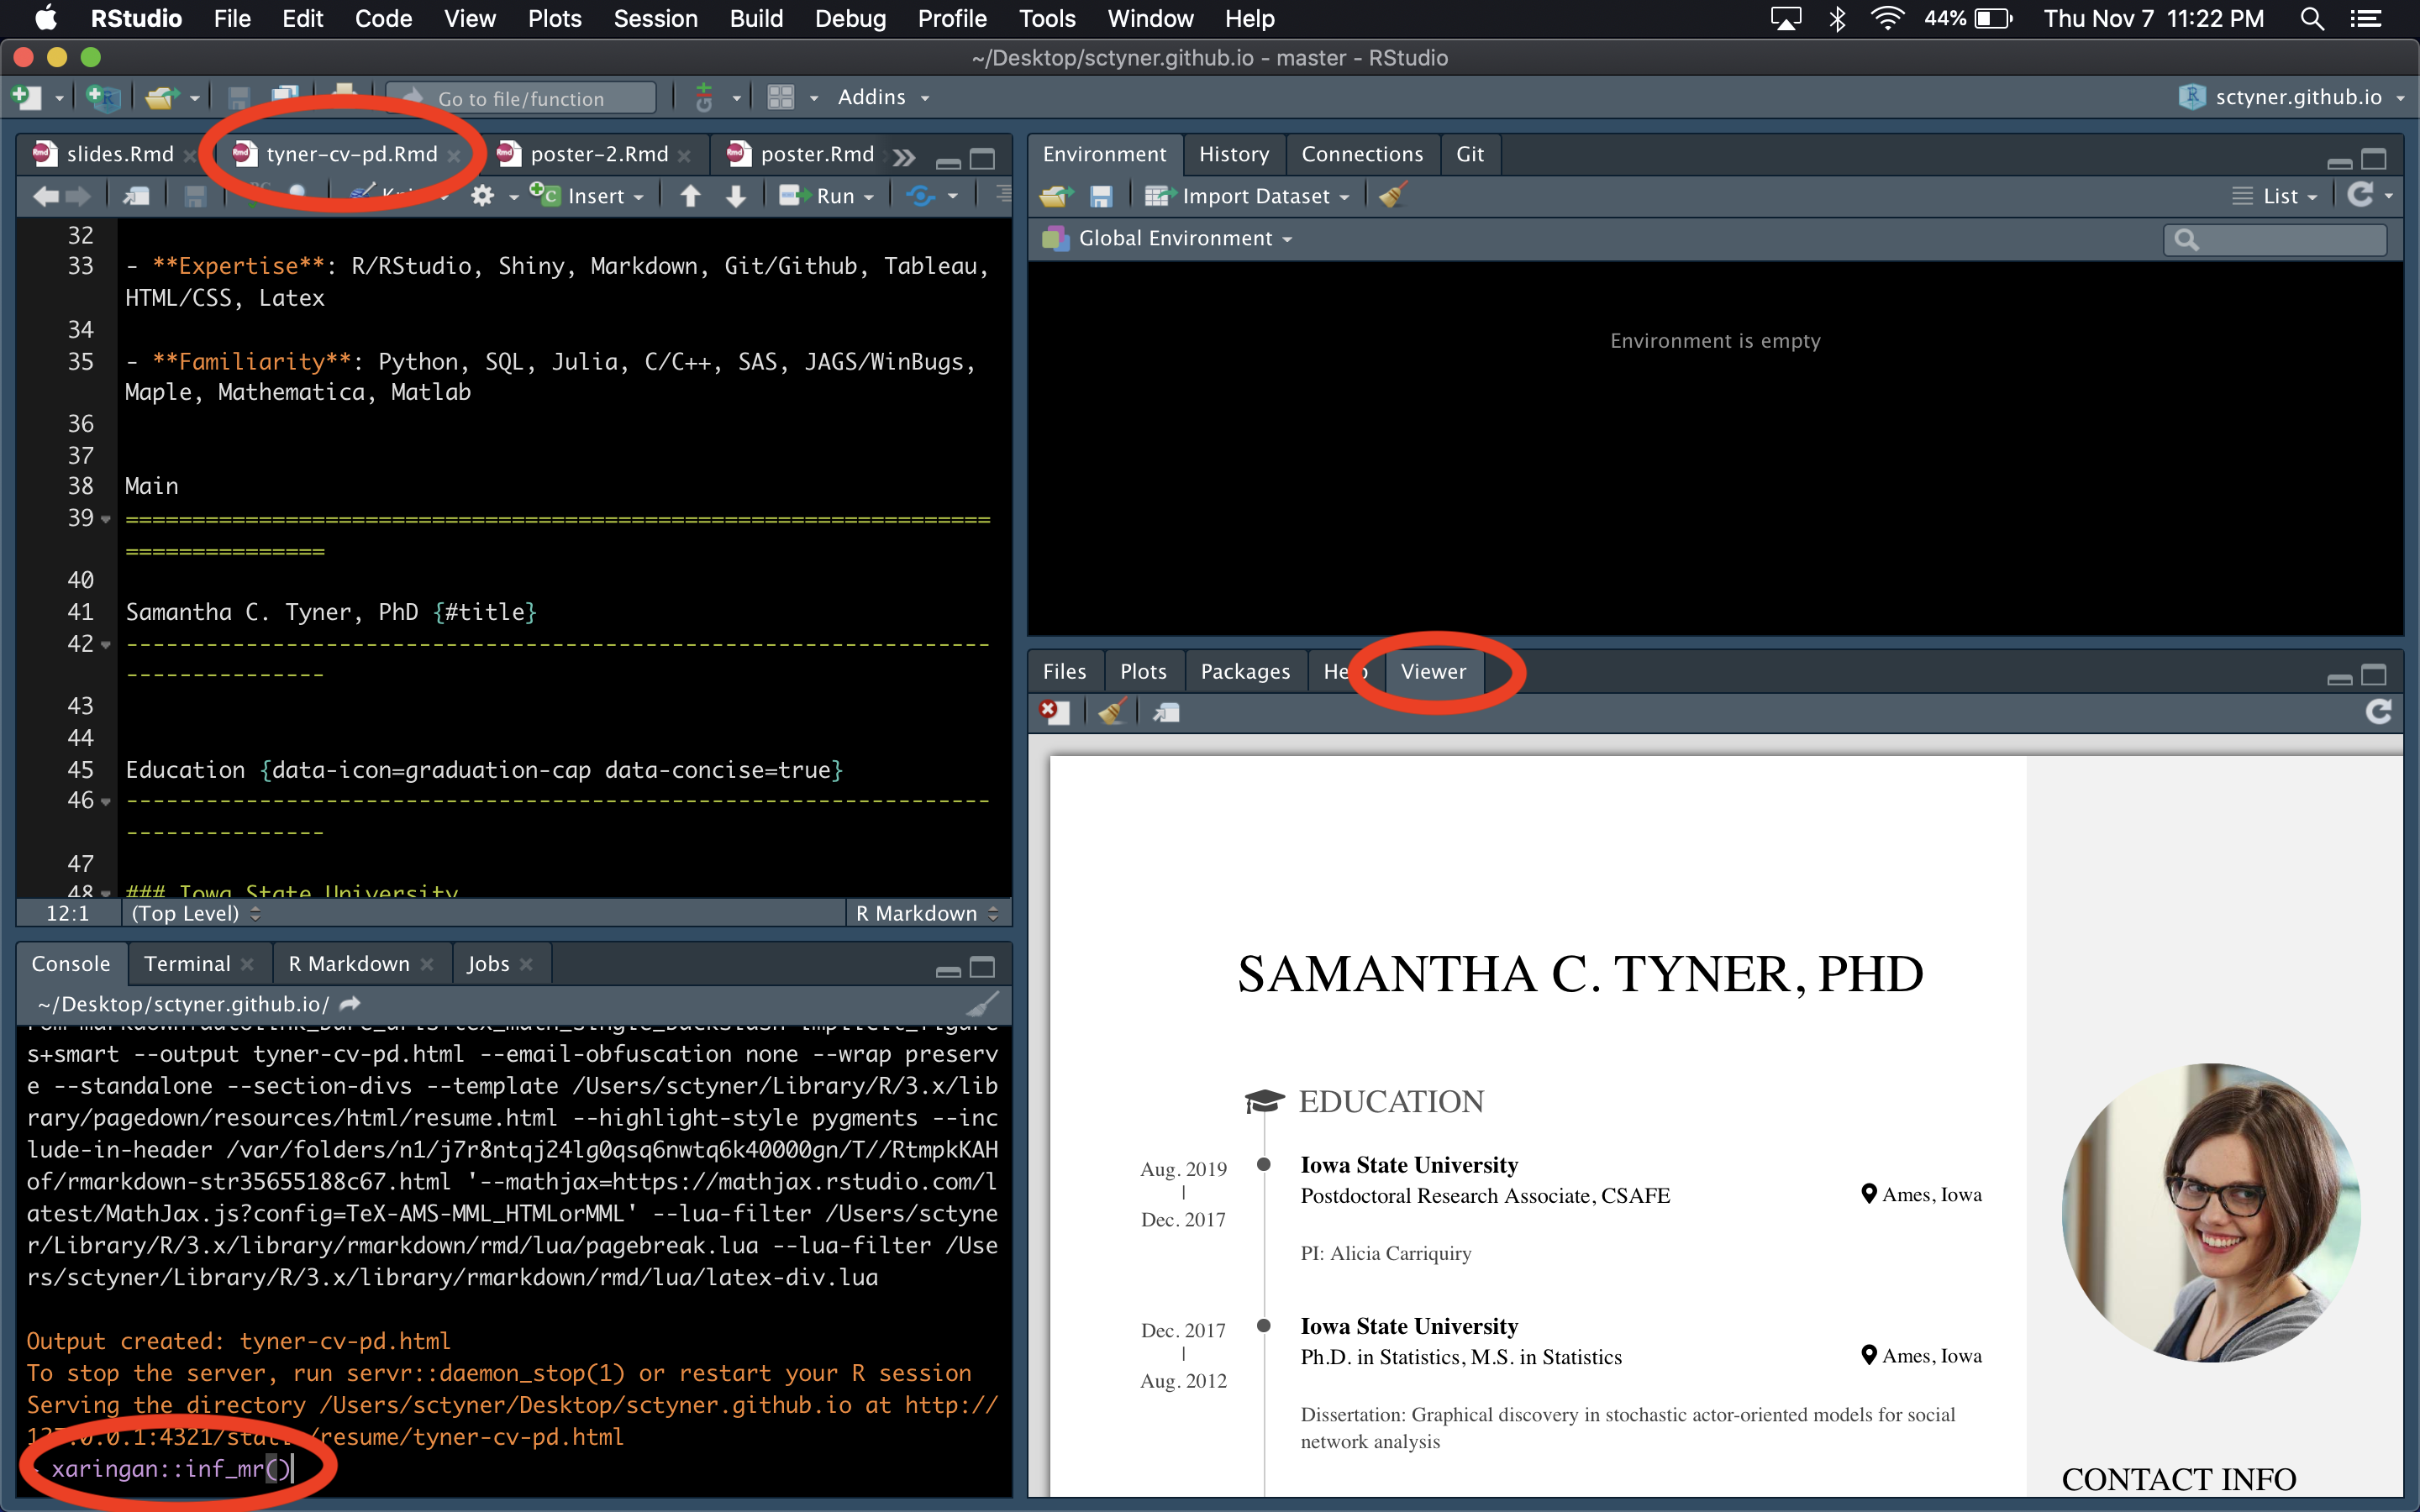 RStudio File Edit Code View Plots Session Build Debug Profile Tools Window Help 44% Thu Nov 7 11:22 PM
~/Desktop/sctyner.github.io - master - RStudio
Go to file/function Addins sctyner.github.io
slides.Rmd tyner-cv-pd.Rmd poster-2.Rmd poster.Rmd
Insert Run
32
33 - **Expertise**: R/RStudio, Shiny, Markdown, Git/Github, Tableau,
HTML/CSS, Latex
34
35 - **Familiarity**: Python, SQL, Julia, C/C++, SAS, JAGS/WinBugs,
Maple, Mathematica, Matlab
36
37
38 Main
39 =================================================================
===============
40
41 Samantha C. Tyner, PhD {#title}
42 -----------------------------------------------------------------
---------------
43
44
45 Education {data-icon=graduation-cap data-concise=true}
46 -----------------------------------------------------------------
---------------
47
48 ### Iowa State University
12:1 (Top Level) R Markdown
Console Terminal R Markdown Jobs
~/Desktop/sctyner.github.io/
s+smart --output tyner-cv-pd.html --email-obfuscation none --wrap preserv
e --standalone --section-divs --template /Users/sctyner/Library/R/3.x/lib
rary/pagedown/resources/html/resume.html --highlight-style pygments --inc
lude-in-header /var/folders/n1/j7r8ntqj24lg0qsq6nwtq6k40000gn/T//RtmpkKAH
of/rmarkdown-str35655188c67.html '--mathjax=https://mathjax.rstudio.com/l
atest/MathJax.js?config=TeX-AMS-MML_HTMLorMML' --lua-filter /Users/sctyne
r/Library/R/3.x/library/rmarkdown/rmd/lua/pagebreak.lua --lua-filter /Use
rs/sctyner/Library/R/3.x/library/rmarkdown/rmd/lua/latex-div.lua
Output created: tyner-cv-pd.html
To stop the server, run servr::daemon_stop(1) or restart your R session
Serving the directory /Users/sctyner/Desktop/sctyner.github.io at http://
127.0.0.1:4321/static/resume/tyner-cv-pd.html
xaringan::inf_mr()
Environment History Connections Git
Import Dataset List
Global Environment
Environment is empty
Files Plots Packages Help Viewer
SAMANTHA C. TYNER, PHD
EDUCATION
Aug. 2019
|
Dec. 2017
Iowa State University
Postdoctoral Research Associate, CSAFE
Ames, Iowa
PI: Alicia Carriquiry
Dec. 2017
|
Aug. 2012
Iowa State University
Ph.D. in Statistics, M.S. in Statistics
Ames, Iowa
Dissertation: Graphical discovery in stochastic actor-oriented models for social
network analysis
CONTACT INFO